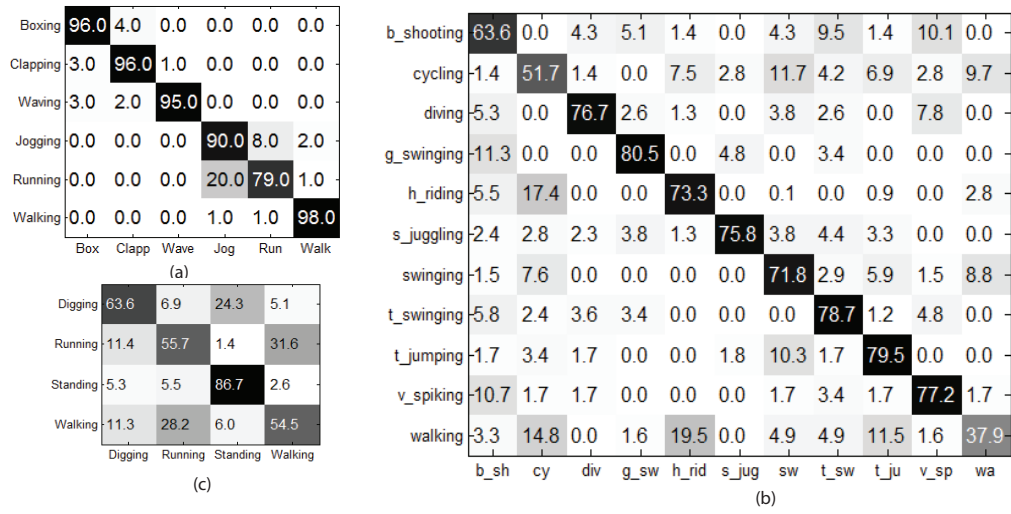 Boxing 96.0 4.0 0.0 0.0 0.0 0.0
Clapping 3.0 96.0 1.0 0.0 0.0 0.0
Waving 3.0 2.0 95.0 0.0 0.0 0.0
Jogging 0.0 0.0 0.0 90.0 8.0 2.0
Running 0.0 0.0 0.0 20.0 79.0 1.0
Walking 0.0 0.0 0.0 1.0 1.0 98.0
Box Clapp Wave Jog Run Walk
(a)
Digging 63.6 6.9 24.3 5.1
Running 11.4 55.7 1.4 31.6
Standing 5.3 5.5 86.7 2.6
Walking 11.3 28.2 6.0 54.5
Digging Running Standing Walking
(c)
b_shooting 63.6 0.0 4.3 5.1 1.4 0.0 4.3 9.5 1.4 10.1 0.0
cycling 1.4 51.7 1.4 0.0 7.5 2.8 11.7 4.2 6.9 2.8 9.7
diving 5.3 0.0 76.7 2.6 1.3 0.0 3.8 2.6 0.0 7.8 0.0
g_swinging 11.3 0.0 0.0 80.5 0.0 4.8 0.0 3.4 0.0 0.0 0.0
h_riding 5.5 17.4 0.0 0.0 73.3 0.0 0.1 0.0 0.9 0.0 2.8
s_juggling 2.4 2.8 2.3 3.8 1.3 75.8 3.8 4.4 3.3 0.0 0.0
swinging 1.5 7.6 0.0 0.0 0.0 0.0 71.8 2.9 5.9 1.5 8.8
t_swinging 5.8 2.4 3.6 3.4 0.0 0.0 0.0 78.7 1.2 4.8 0.0
t_jumping 1.7 3.4 1.7 0.0 0.0 1.8 10.3 1.7 79.5 0.0 0.0
v_spiking 10.7 1.7 1.7 0.0 0.0 0.0 1.7 3.4 1.7 77.2 1.7
walking 3.3 14.8 0.0 1.6 19.5 0.0 4.9 4.9 11.5 1.6 37.9
b_sh cy div g_sw h_rid s_jug sw t_sw t_ju v_sp wa
(b)